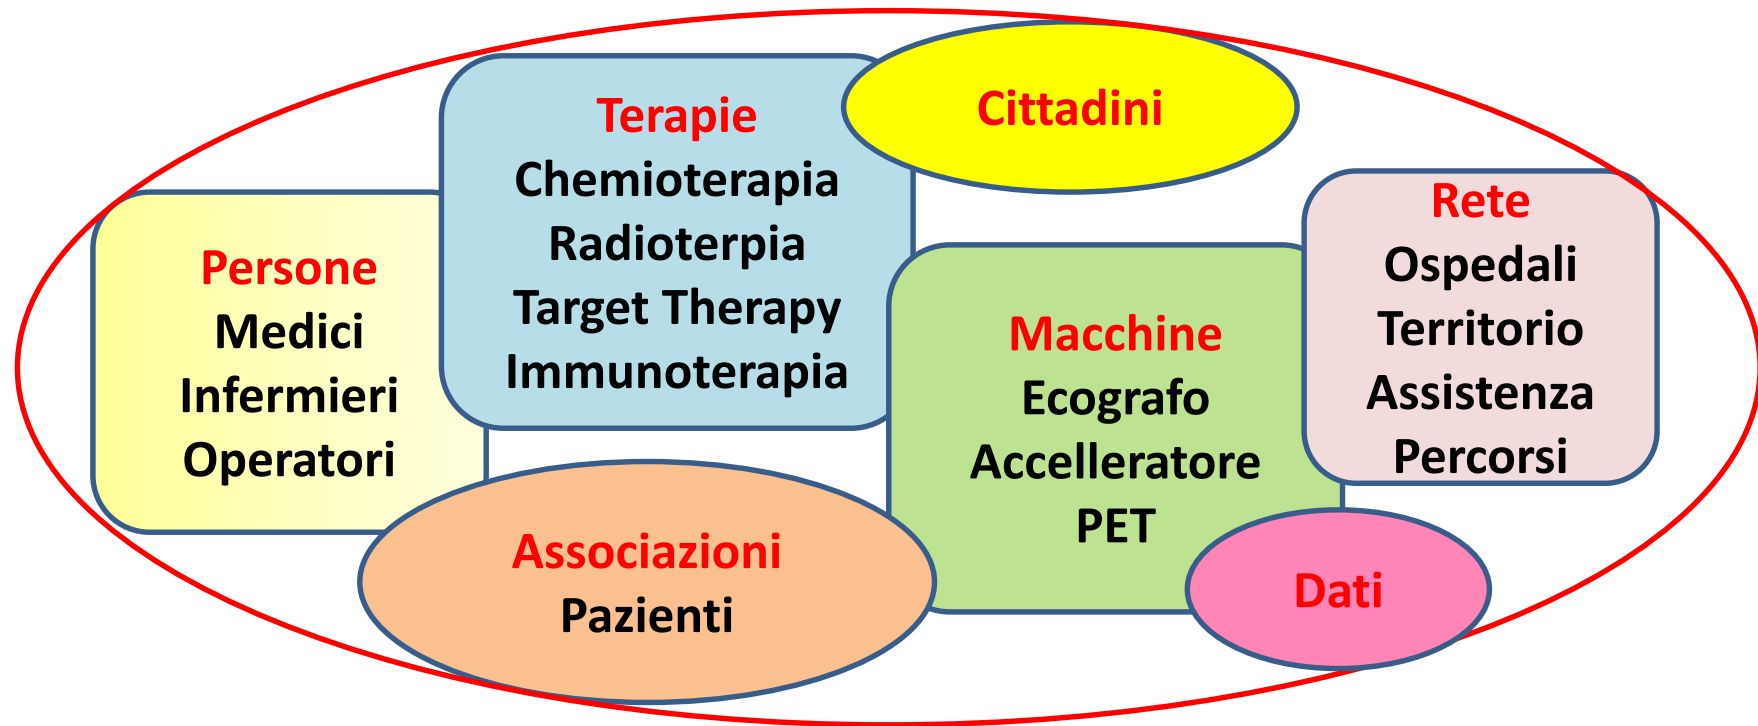 Persone
Medici
Infermieri
Operatori
Terapie
Chemioterapia
Radioterpia
Target Therapy
Immunoterapia
Cittadini
Associazioni
Pazienti
Macchine
Ecografo
Accelleratore
PET
Rete
Ospedali
Territorio
Assistenza
Percorsi
Dati